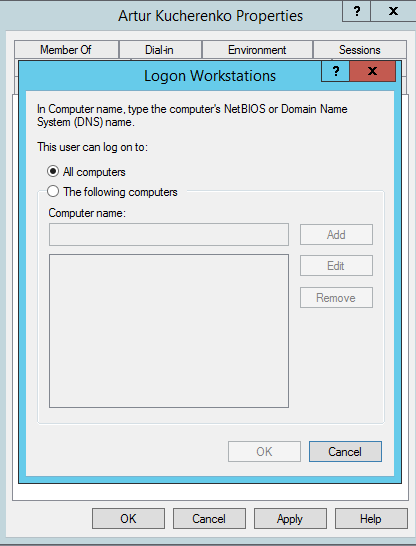 Artur Kucherenko Properties
?
x
Member Of
Dial-in
Environment
Sessions
Logon Workstations
?
x
In Computer name, type the computer's NetBIOS or Domain Name
System (DNS) name.
This user can log on to:
All computers
The following computers
Computer name:
Add
Edit
Remove
OK
Cancel
OK
Cancel
Apply
Help